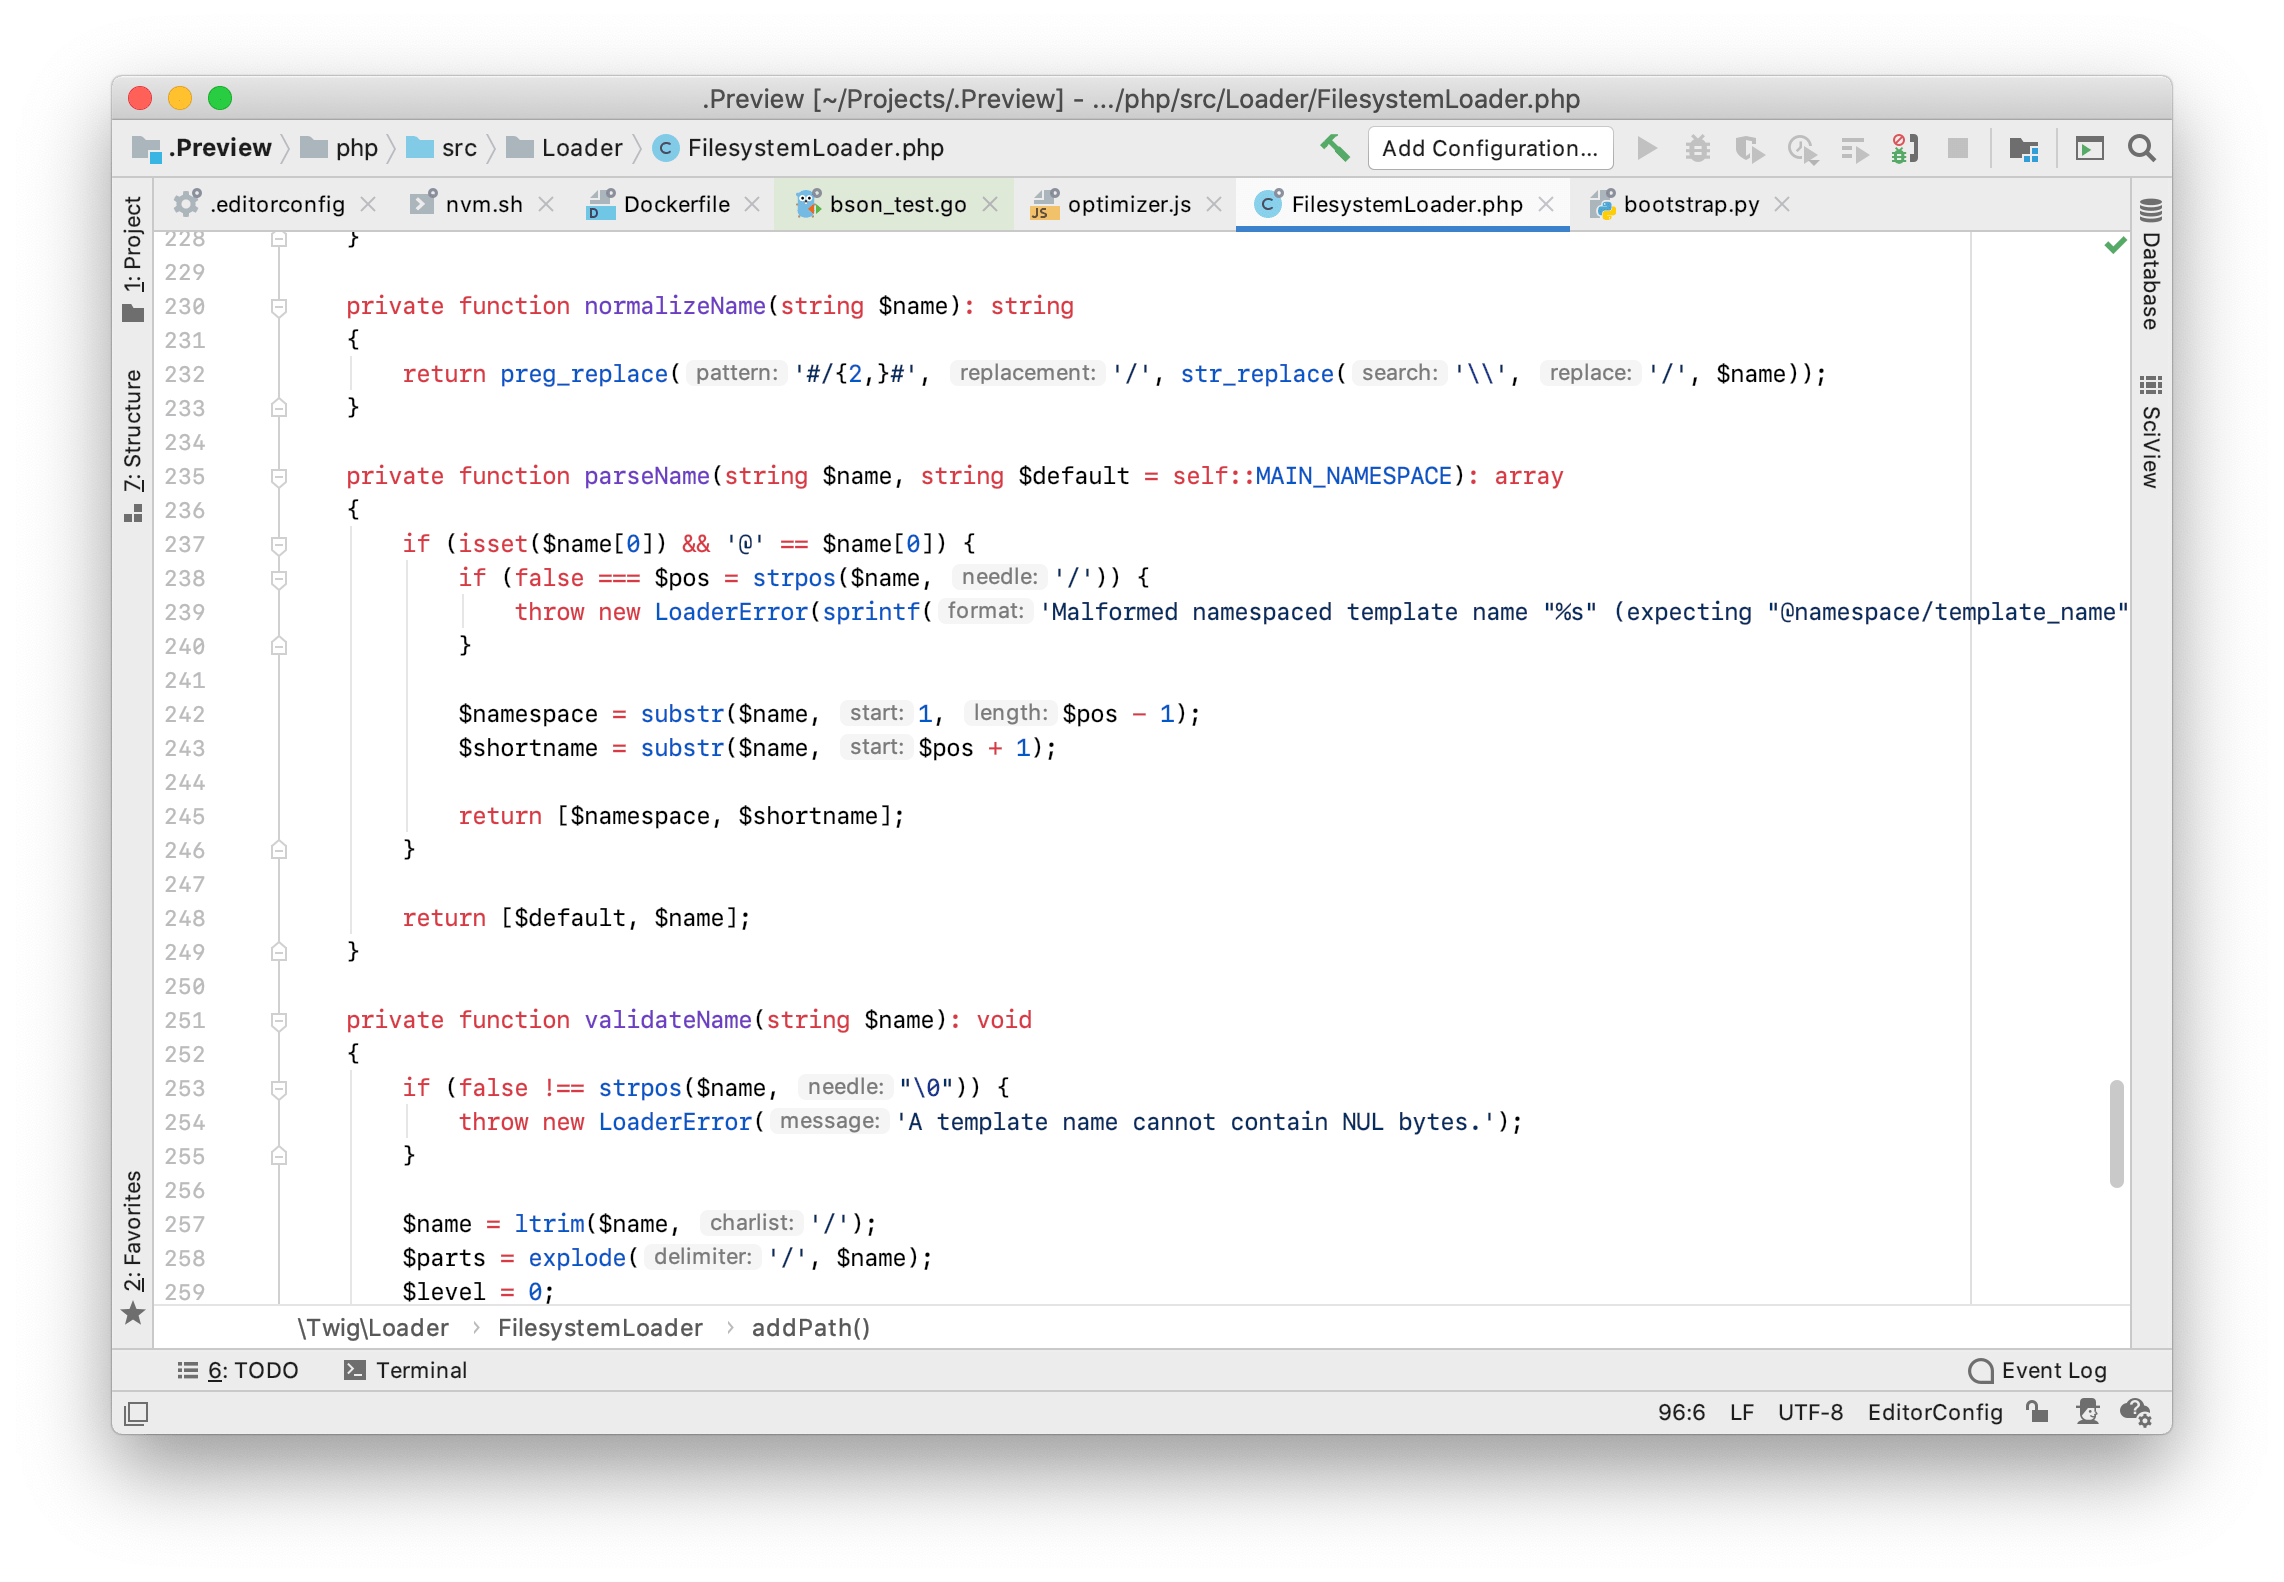 .Preview [~/Projects/.Preview] - .../php/src/Loader/FilesystemLoader.php
.Preview php src Loader FilesystemLoader.php Add Configuration...
.editorconfig nvm.sh Dockerfile bson_test.go optimizer.js FilesystemLoader.php bootstrap.py
1: Project
7: Structure
2: Favorites
228 }
229
230 private function normalizeName(string $name): string
231 {
232 return preg_replace( pattern: '#/{2,}#', replacement: '/', str_replace( search: '\\', replace: '/', $name));
233 }
234
235 private function parseName(string $name, string $default = self::MAIN_NAMESPACE): array
236 {
237 if (isset($name[0]) && '@' == $name[0]) {
238 if (false === $pos = strpos($name, needle: '/')) {
239 throw new LoaderError(sprintf( format: 'Malformed namespaced template name "%s" (expecting "@namespace/template_name"
240 }
241
242 $namespace = substr($name, start: 1, length: $pos - 1);
243 $shortname = substr($name, start: $pos + 1);
244
245 return [$namespace, $shortname];
246 }
247
248 return [$default, $name];
249 }
250
251 private function validateName(string $name): void
252 {
253 if (false !== strpos($name, needle: "\0")) {
254 throw new LoaderError( message: 'A template name cannot contain NUL bytes.');
255 }
256
257 $name = ltrim($name, charlist: '/');
258 $parts = explode( delimiter: '/', $name);
259 $level = 0;
Database
SciView
\Twig\Loader › FilesystemLoader › addPath()
6: TODO Terminal Event Log
96:6 LF UTF-8 EditorConfig